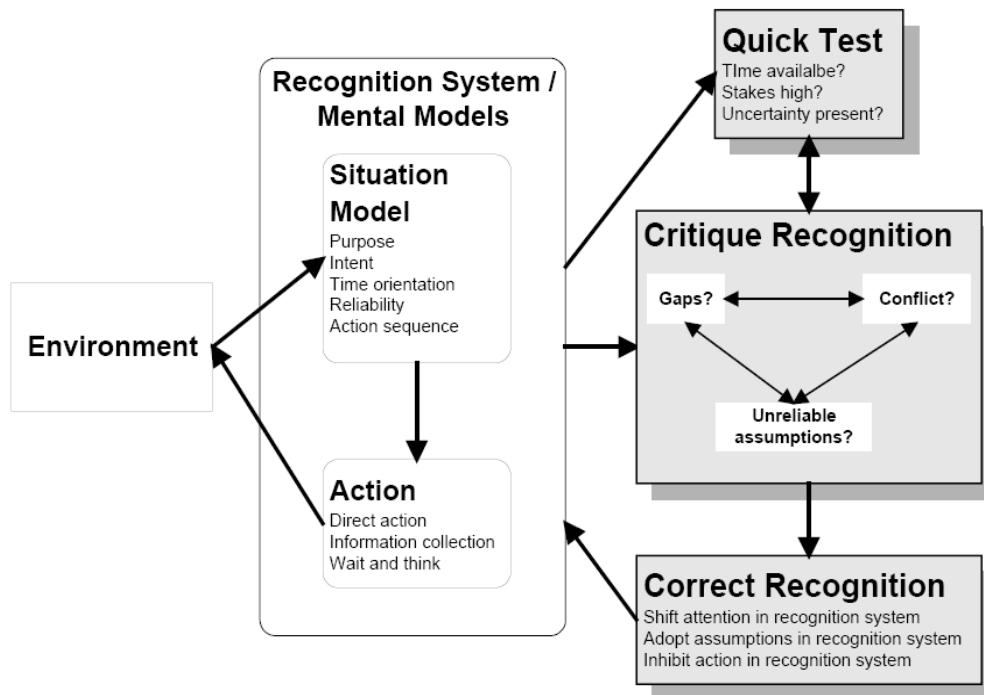 Environment
Recognition System /
Mental Models
Situation
Model
Purpose
Intent
Time orientation
Reliability
Action sequence
Action
Direct action
Information collection
Wait and think
Quick Test
TIme availalbe?
Stakes high?
Uncertainty present?
Critique Recognition
Gaps?
Conflict?
Unreliable
assumptions?
Correct Recognition
Shift attention in recognition system
Adopt assumptions in recognition system
Inhibit action in recognition system